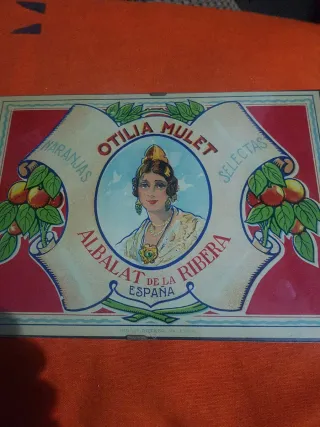 OTILIA MULET
NARANJAS
SELECTAS
ALBALAT DE LA RIBERA
ESPAÑA